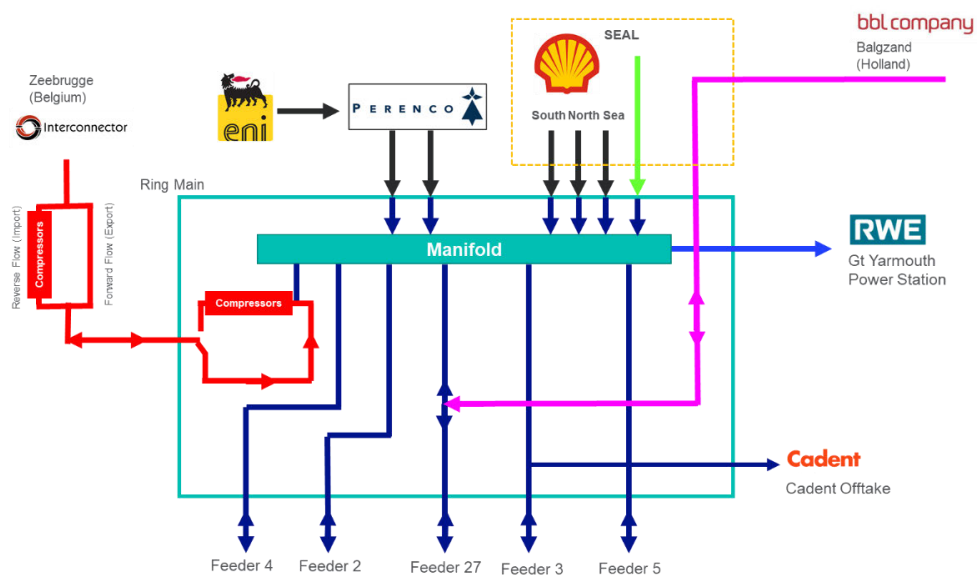 bbl company
Balgzand
(Holland)
SEAL
Zeebrugge
(Belgium)
Interconnector
eni
PERENCO
South North Sea
Ring Main
Reverse Flow (Import)
Compressors
Forward Flow (Export)
Manifold
RWE
Gt Yarmouth
Power Station
Compressors
Cadent
Cadent Offtake
Feeder 4
Feeder 2
Feeder 27
Feeder 3
Feeder 5